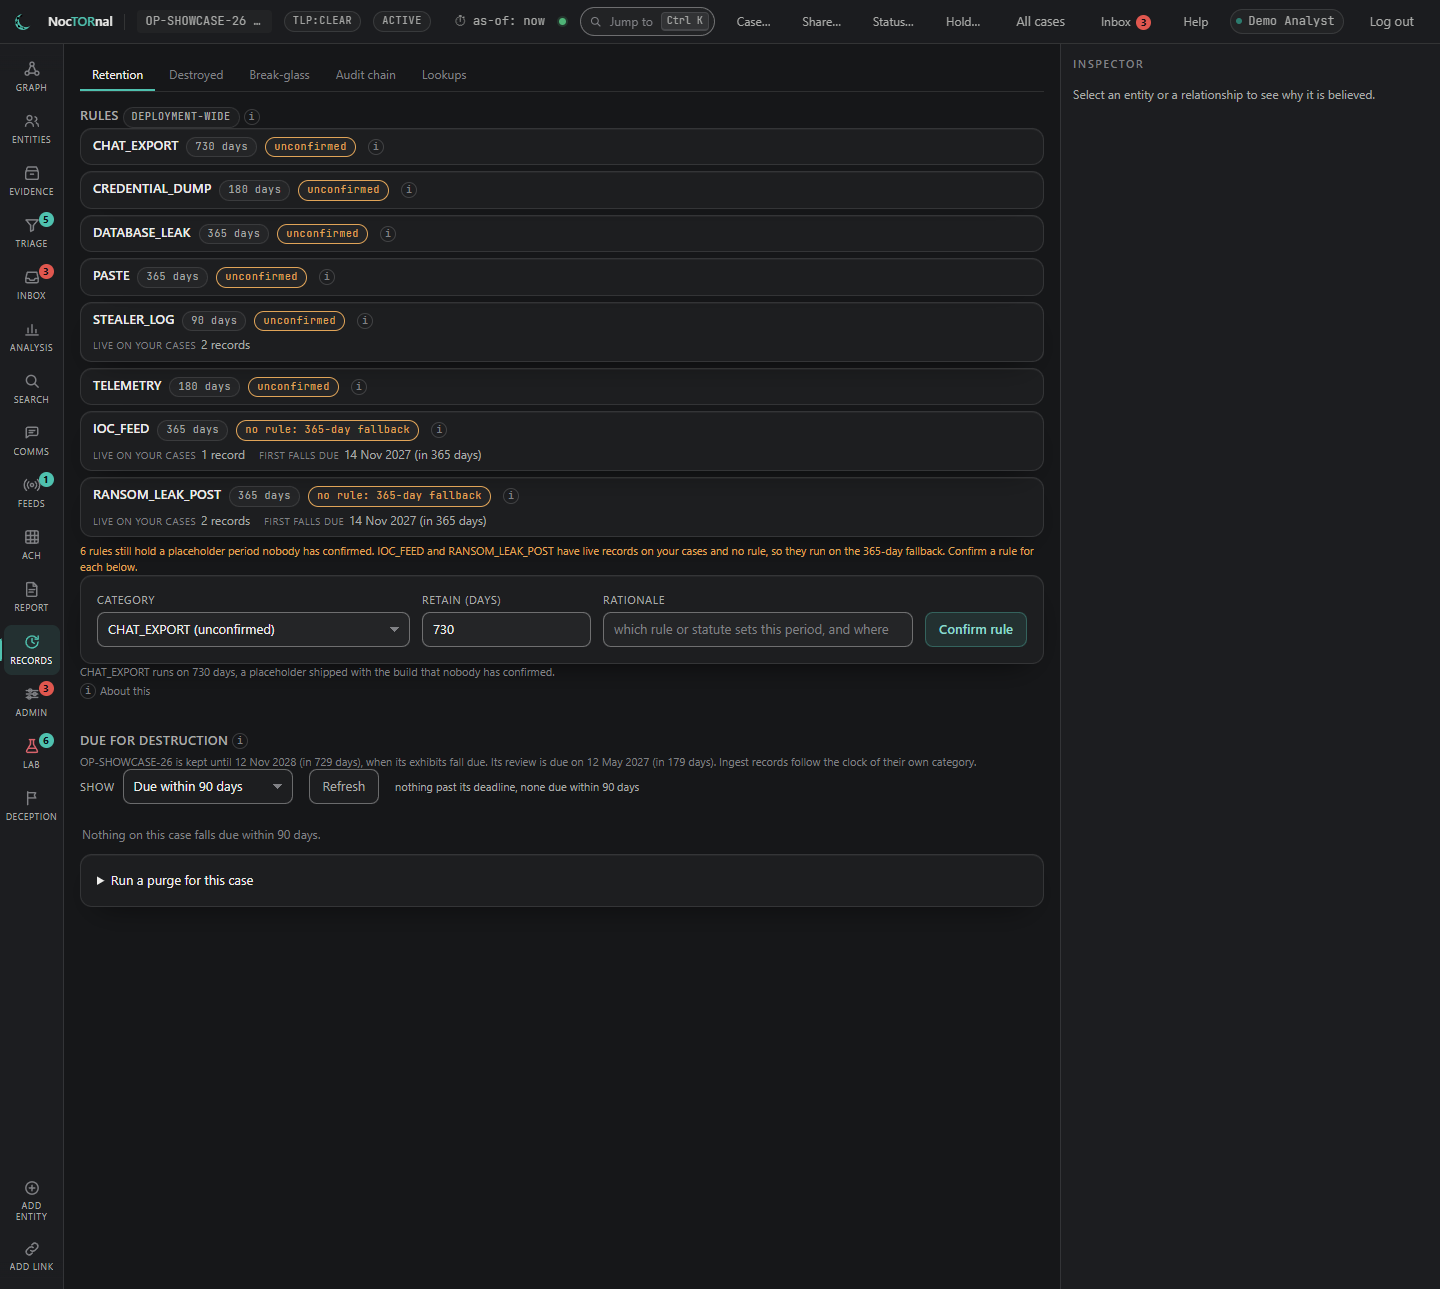 NocTORnal
OP-SHOWCASE-26 …
TLP:CLEAR
ACTIVE
as-of: now
Jump to
Ctrl K
Case...
Share...
Status...
Hold...
All cases
Inbox 3
Help
Demo Analyst
Log out
GRAPH
ENTITIES
EVIDENCE
5
TRIAGE
3
INBOX
ANALYSIS
SEARCH
COMMS
1
FEEDS
ACH
REPORT
RECORDS
3
ADMIN
6
LAB
DECEPTION
ADD
ENTITY
ADD LINK
Retention
Destroyed
Break-glass
Audit chain
Lookups
RULES DEPLOYMENT-WIDE i
CHAT_EXPORT 730 days unconfirmed i
CREDENTIAL_DUMP 180 days unconfirmed i
DATABASE_LEAK 365 days unconfirmed i
PASTE 365 days unconfirmed i
STEALER_LOG 90 days unconfirmed i
LIVE ON YOUR CASES 2 records
TELEMETRY 180 days unconfirmed i
IOC_FEED 365 days no rule: 365-day fallback i
LIVE ON YOUR CASES 1 record FIRST FALLS DUE 14 Nov 2027 (in 365 days)
RANSOM_LEAK_POST 365 days no rule: 365-day fallback i
LIVE ON YOUR CASES 2 records FIRST FALLS DUE 14 Nov 2027 (in 365 days)
6 rules still hold a placeholder period nobody has confirmed. IOC_FEED and RANSOM_LEAK_POST have live records on your cases and no rule, so they run on the 365-day fallback. Confirm a rule for
each below.
CATEGORY
RETAIN (DAYS)
RATIONALE
CHAT_EXPORT (unconfirmed)
730
which rule or statute sets this period, and where
Confirm rule
CHAT_EXPORT runs on 730 days, a placeholder shipped with the build that nobody has confirmed.
i About this
DUE FOR DESTRUCTION i
OP-SHOWCASE-26 is kept until 12 Nov 2028 (in 729 days), when its exhibits fall due. Its review is due on 12 May 2027 (in 179 days). Ingest records follow the clock of their own category.
SHOW Due within 90 days Refresh nothing past its deadline, none due within 90 days
Nothing on this case falls due within 90 days.
Run a purge for this case
INSPECTOR
Select an entity or a relationship to see why it is believed.